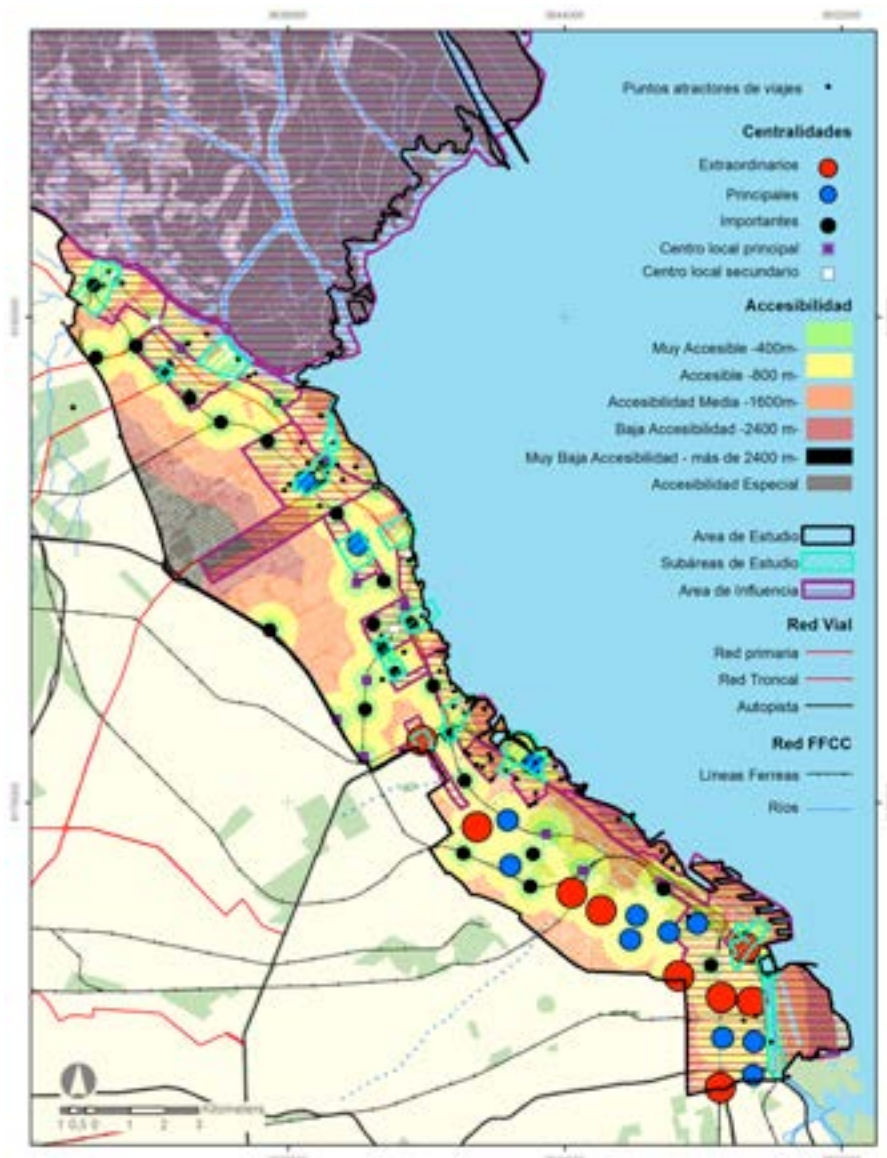 Puntos atractores de viajes
Centralidades
Extraordinarios
Principales
Importantes
Centro local principal
Centro local secundario
Accesibilidad
Muy Accesible -400m-
Accesible -800 m-
Accesibilidad Media -1600m-
Baja Accesibilidad -2400 m-
Muy Baja Accesibilidad - más de 2400 m-
Accesibilidad Especial
Area de Estudio
Subáreas de Estudio
Area de Influencia
Red Vial
Red primaria
Red Troncal
Autopista
Red FFCC
Líneas Ferreas
Ríos
Kilometers
1 0,5 0 1 2 3